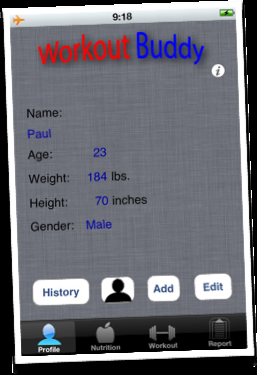 9:18
Workout Buddy
i
Name:
Paul
Age: 23
Weight: 184 lbs.
Height: 70 inches
Gender: Male
History Add Edit
Profile Nutrition Workout Report